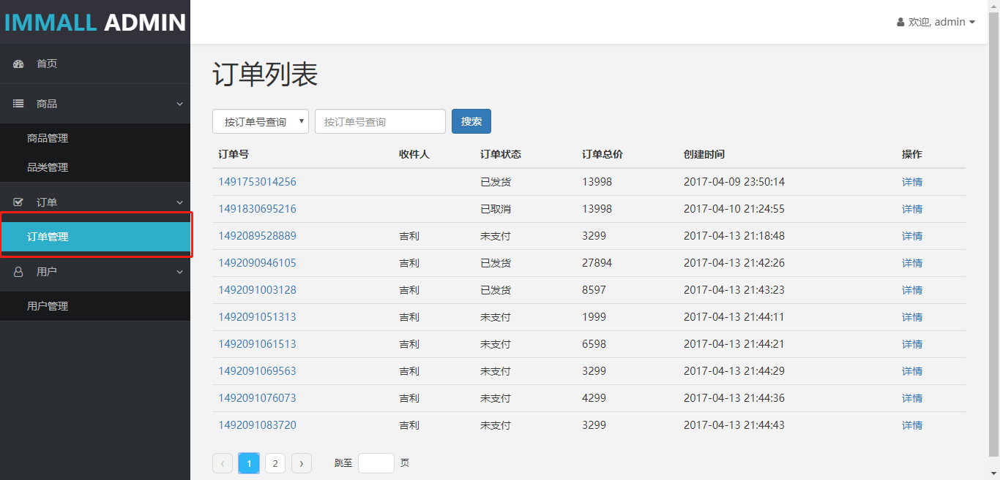 IMMALL ADMIN
欢迎, admin
首页
商品
商品管理
品类管理
订单
订单管理
用户
用户管理
订单列表
按订单号查询 按订单号查询 搜索
订单号 收件人 订单状态 订单总价 创建时间 操作
1491753014256 已发货 13998 2017-04-09 23:50:14 详情
1491830695216 已取消 13998 2017-04-10 21:24:55 详情
1492089528889 吉利 未支付 3299 2017-04-13 21:18:48 详情
1492090946105 吉利 已发货 27894 2017-04-13 21:42:26 详情
1492091003128 吉利 已发货 8597 2017-04-13 21:43:23 详情
1492091051313 吉利 未支付 1999 2017-04-13 21:44:11 详情
1492091061513 吉利 未支付 6598 2017-04-13 21:44:21 详情
1492091069563 吉利 未支付 3299 2017-04-13 21:44:29 详情
1492091076073 吉利 未支付 4299 2017-04-13 21:44:36 详情
1492091083720 吉利 未支付 3299 2017-04-13 21:44:43 详情
‹ 1 2 › 跳至 页